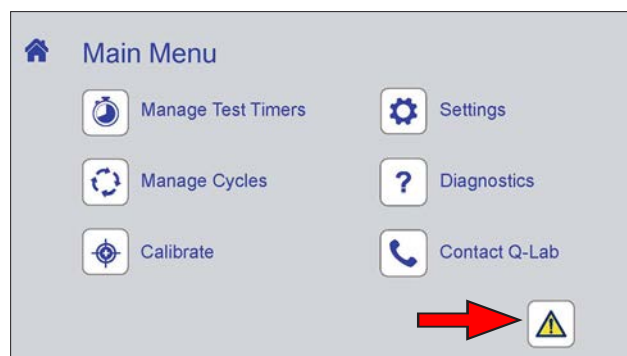 Main Menu
Manage Test Timers
Settings
Manage Cycles
?
Diagnostics
Calibrate
Contact Q-Lab